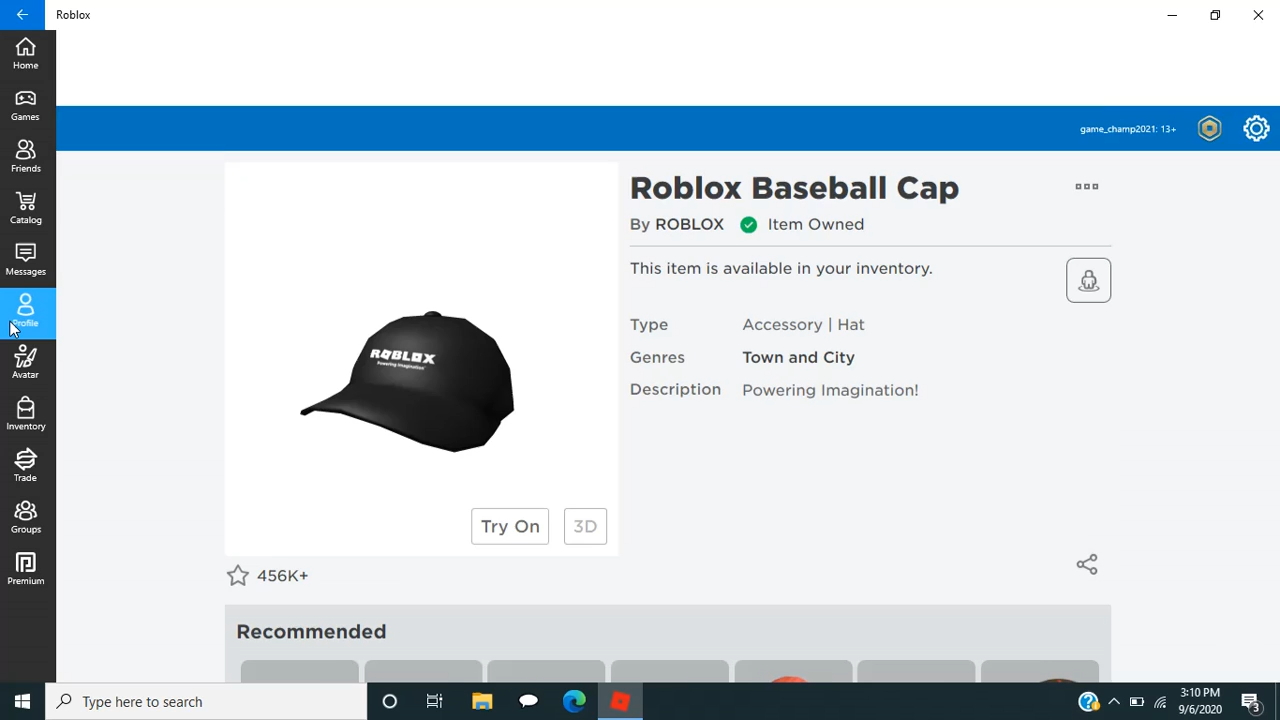 Roblox
Home
Games
Friends
Catalog
Messages
Profile
Avatar
Inventory
Trade
Groups
Premium
game_champ2021: 13+
Roblox Baseball Cap
By ROBLOX Item Owned
This item is available in your inventory.
Type Accessory | Hat
Genres Town and City
Description Powering Imagination!
ROBLOX
Powering Imagination
Try On
3D
456K+
Recommended
Type here to search
3:10 PM
9/6/2020
3